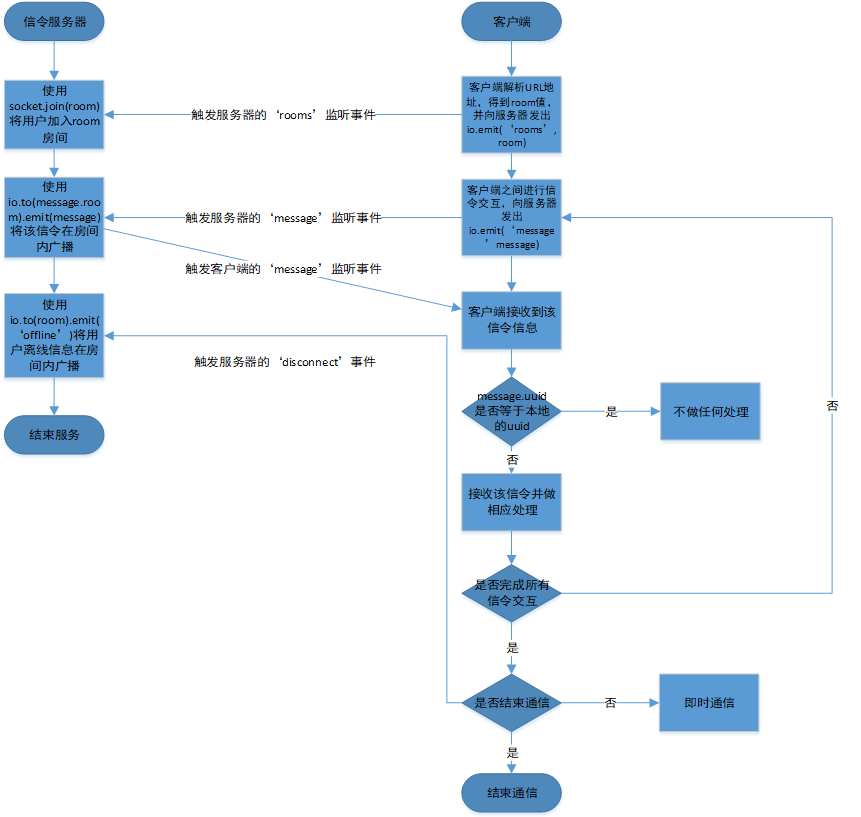 信令服务器
客户端
使用
socket.join(room)
将用户加入room
房间
触发服务器的‘rooms’监听事件
客户端解析URL地
址，得到room值，
并向服务器发出
io.emit(‘rooms’,
room)
使用
io.to(message.roo
m).emit(message)
将该信令在房间
内广播
触发服务器的‘message’监听事件
客户端之间进行信
令交互，向服务器
发出
io.emit(‘message
’message)
触发客户端的‘message’监听事件
使用
io.to(room).emit(
‘offline’)将用
户离线信息在房
间内广播
客户端接收到该
信令信息
触发服务器的‘disconnect’事件
结束服务
message.uuid
是否等于本地
的uuid
是
不做任何处理
否
否
接收该信令并做
相应处理
是否完成所有
信令交互
是
是否结束通信
否
即时通信
是
结束通信